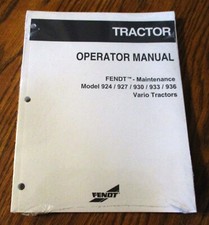 TRACTOR
OPERATOR MANUAL
FENDT™ - Maintenance
Model 924 / 927 / 930 / 933 / 936
Vario Tractors
FENDT